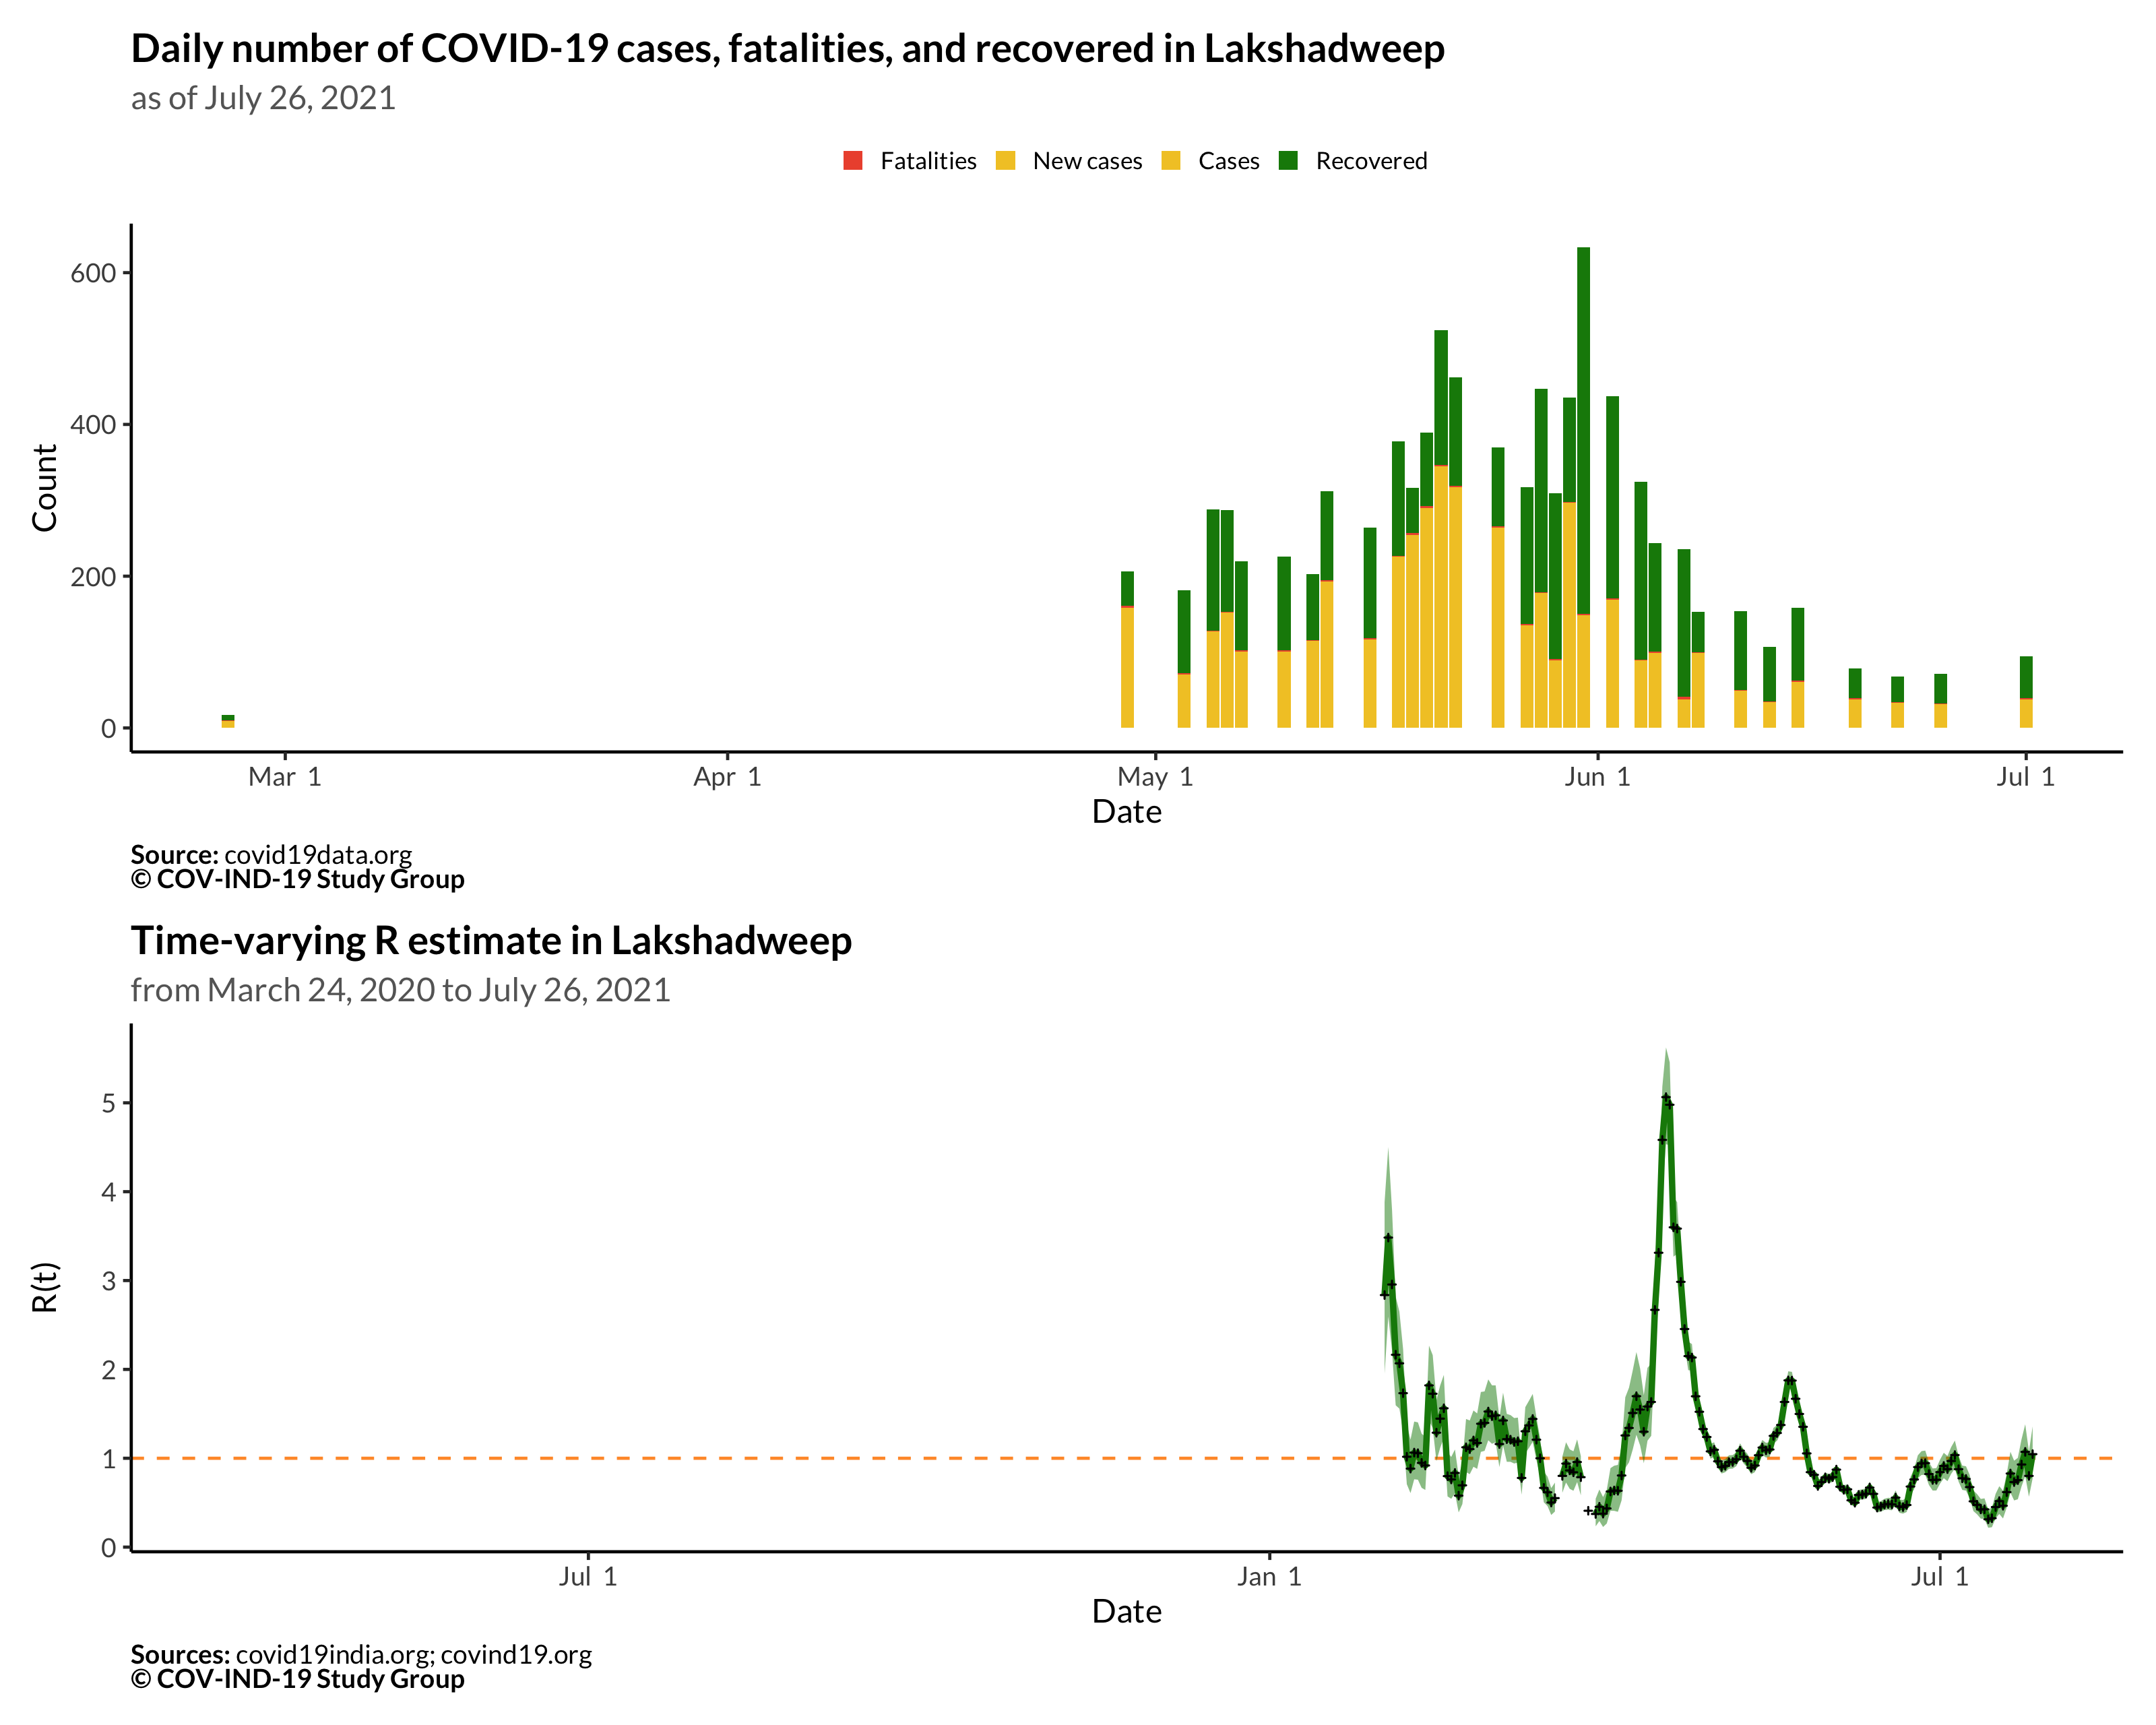 Daily number of COVID-19 cases, fatalities, and recovered in Lakshadweep
as of July 26, 2021
Fatalities New cases Cases Recovered
Count
600
400
200
0
Mar 1 Apr 1 May 1 Jun 1 Jul 1
Date
Source: covid19data.org
© COV-IND-19 Study Group
Time-varying R estimate in Lakshadweep
from March 24, 2020 to July 26, 2021
R(t)
5
4
3
2
1
0
Jul 1 Jan 1 Jul 1
Date
Sources: covid19india.org; covind19.org
© COV-IND-19 Study Group